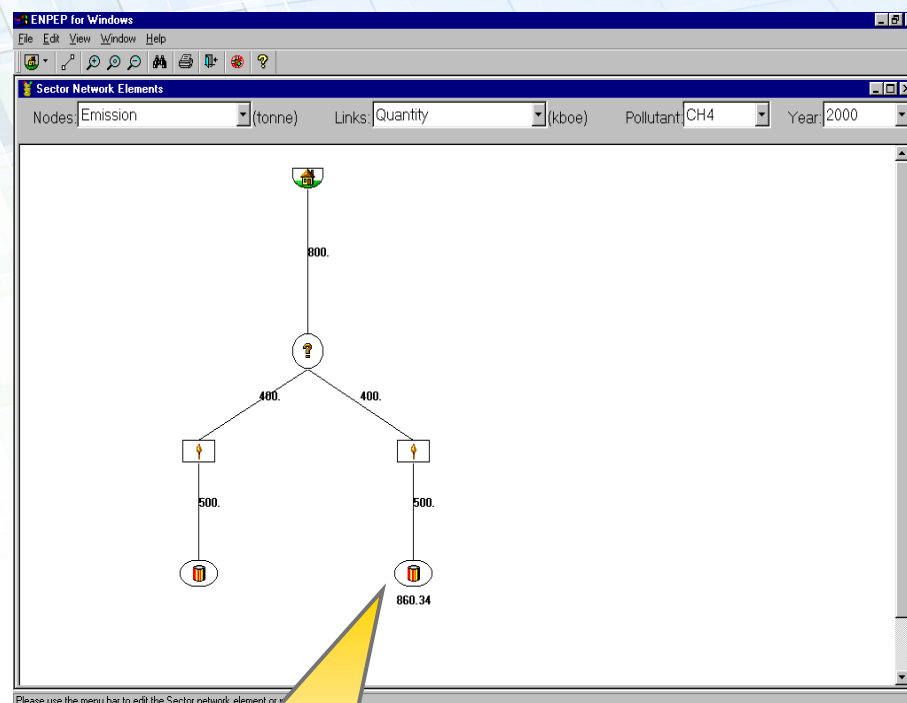 ENPEP for Windows
File Edit View Window Help
Sector Network Elements
Nodes: Emission (tonne) Links: Quantity (kboe) Pollutant: CH4 Year: 2000
800.
?
400. 400.
500. 500.
860.34
Please use the menu bar to edit the Sector network element or